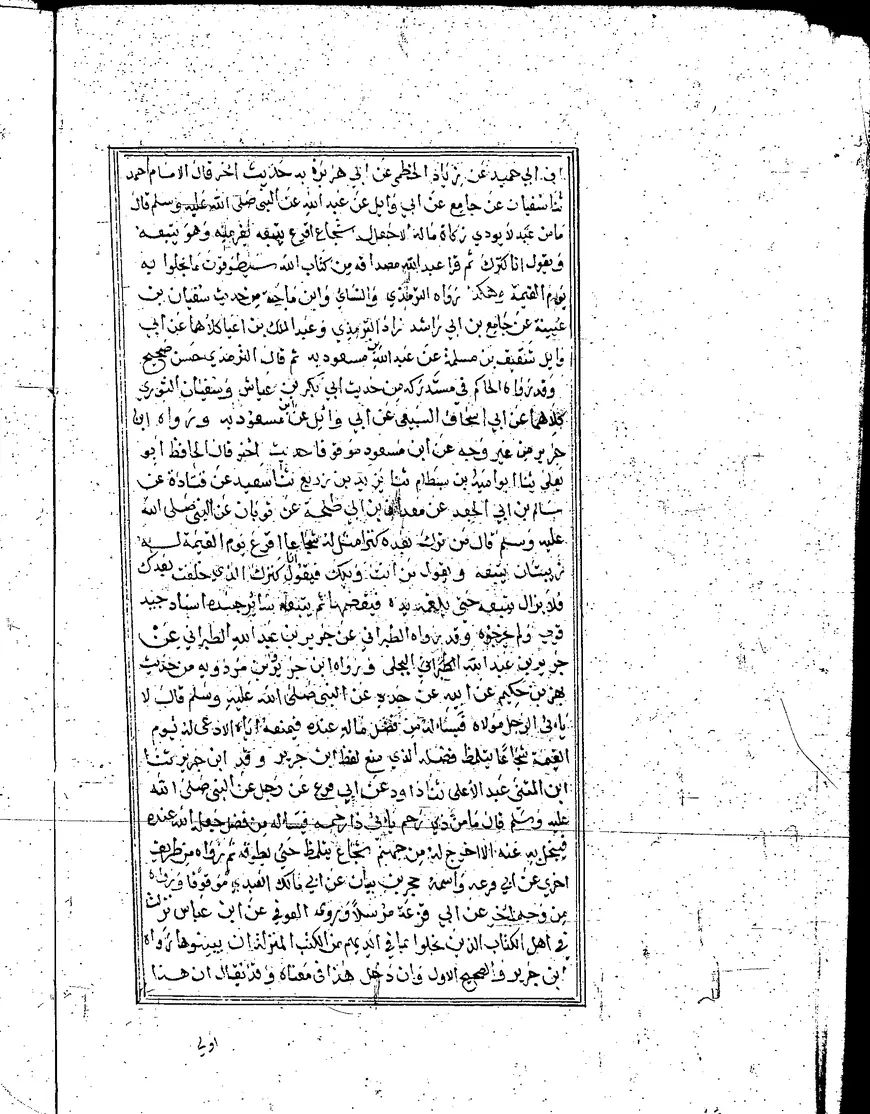 ابن ابي حميد عن زياد الخطمي عن ابي هريرة به حديث اخر قال الامام احمد
ثنا سفيان عن جامع عن ابي وايل عن عبد الله عن النبي صلى الله عليه وسلم قال
ما من عبد لا يودي زكاة ماله الا جعل له شجاع اقرع يتبعه يفر منه وهو يتبعه
ويقول انا كنزك ثم قرا عبد الله مصداقه من كتاب الله سيطوقون ما بخلوا به
يوم القيمة وهكذا رواه الترمذي والنساي وابن ماجه من حديث سفيان بن
عيينة عن جامع بن ابي راشد زاد الترمذي وعبد الملك بن اعين كلاهما عن ابي
وايل شقيق بن سلمة عن عبد الله بن مسعود به ثم قال الترمذي حسن صحيح
وقد رواه الحاكم في مستدركه من حديث ابي بكر بن عياش وسفيان الثوري
كلاهما عن ابي اسحاق السبيعي عن ابي وايل عن ابن مسعود به ورواه ابن
جرير من غير وجه عن ابن مسعود موقوفا حديث اخر قال الحافظ ابو
يعلى ثنا امية بن بسطام ثنا يزيد بن زريع ثنا سعيد عن قتادة عن
سالم بن ابي الجعد عن معدان بن ابي طلحة عن ثوبان عن النبي صلى الله
عليه وسلم قال من ترك بعده كنزا مثل له شجاعا اقرع يوم القيمة له
زبيبتان يتبعه ويقول من انت ويلك فيقول انا كنزك الذي خلفت بعدك
فلا يزال يتبعه حتى يلقمه يده فيقضمها ثم يتبعه ساير جسده اسناد جيد
قوي ولم يخرجوه وقد رواه الطبراني عن جرير بن عبد الله الطبراني عن
جرير بن عبد الله البجلي ورواه ابن جرير وابن مردويه من حديث
بهز بن حكيم عن ابيه عن جده عن النبي صلى الله عليه وسلم قال لا
ياتي الرجل مولاه فيساله من فضل ماله عنده فيمنعه اياه الا دعي له يوم
القيمة شجاعا يتلمظ فضله الذي منع لفظ ابن جرير وقد ابن جرير ثنا
ابن المثنى عبد الأعلى ثنا داود عن ابي قزعة عن رجل عن النبي صلى الله
عليه وسلم قال ما من ذي رحم ياتي ذا رحمه فيساله من فضل جعله الله عنده
فيبخل به عنه الا اخرج له من جهنم شجاع يتلمظ حتى يطوقه ثم رواه من طريق
اخرى عن ابي قزعه واسمه حجر بن بيان عن ابي مالك العبدي موقوفا ورواه
من وجه اخر عن ابي قزعة مرسلا وروى العوفي عن ابن عباس نزلت
في اهل الكتاب الذين بخلوا بما في ايديهم من الكتب المنزلة ان يبينوها رواه
ابن جرير والصحيح الاول وان دخل هذا في معناه وقد يقال ان هذا
اولى